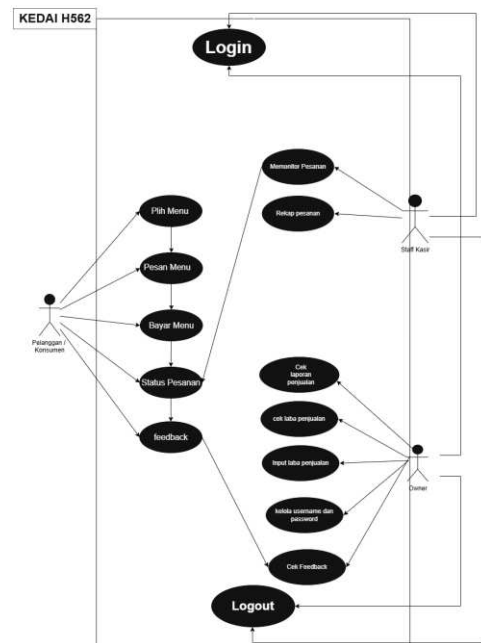 KEDAI H562
Login
Memonitor Pesanan
Plih Menu
Rekap pesanan
Staff Kasir
Pesan Menu
Pelanggan /
Konsumen
Bayar Menu
Status Pesanan
Cek
laporan
penjualan
cek laba penjualan
feedback
Input laba penjualan
Owner
kelola username dan
password
Cek Feedback
Logout